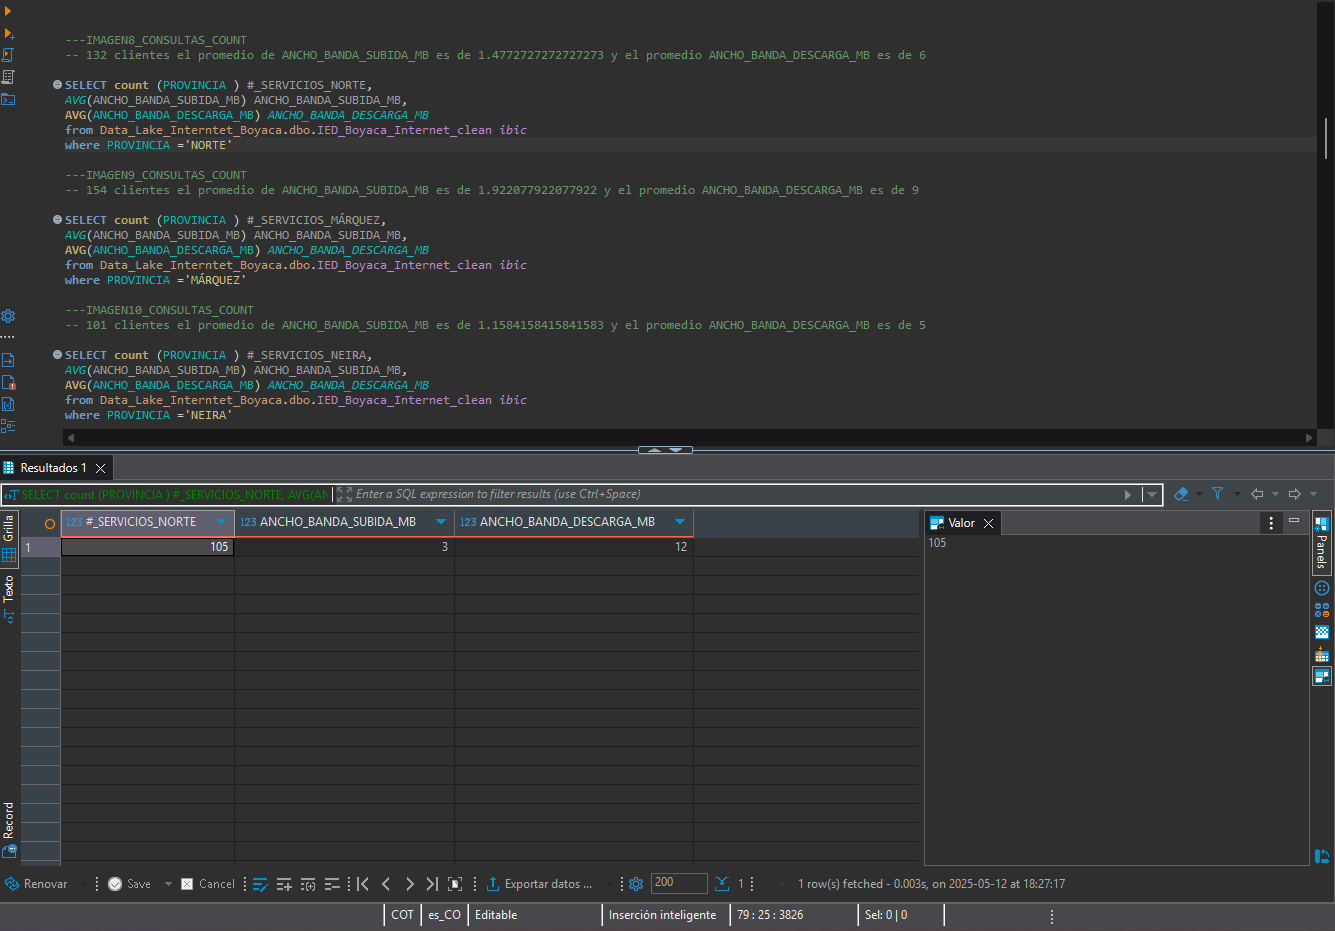 ---IMAGEN8_CONSULTAS_COUNT
-- 132 clientes el promedio de ANCHO_BANDA_SUBIDA_MB es de 1.4772727272727273 y el promedio ANCHO_BANDA_DESCARGA_MB es de 6
SELECT count (PROVINCIA ) #_SERVICIOS_NORTE,
AVG(ANCHO_BANDA_SUBIDA_MB) ANCHO_BANDA_SUBIDA_MB,
AVG(ANCHO_BANDA_DESCARGA_MB) ANCHO_BANDA_DESCARGA_MB
from Data_Lake_Interntet_Boyaca.dbo.IED_Boyaca_Internet_clean ibic
where PROVINCIA ='NORTE'
---IMAGEN9_CONSULTAS_COUNT
-- 154 clientes el promedio de ANCHO_BANDA_SUBIDA_MB es de 1.922077922077922 y el promedio ANCHO_BANDA_DESCARGA_MB es de 9
SELECT count (PROVINCIA ) #_SERVICIOS_MÁRQUEZ,
AVG(ANCHO_BANDA_SUBIDA_MB) ANCHO_BANDA_SUBIDA_MB,
AVG(ANCHO_BANDA_DESCARGA_MB) ANCHO_BANDA_DESCARGA_MB
from Data_Lake_Interntet_Boyaca.dbo.IED_Boyaca_Internet_clean ibic
where PROVINCIA ='MÁRQUEZ'
---IMAGEN10_CONSULTAS_COUNT
-- 101 clientes el promedio de ANCHO_BANDA_SUBIDA_MB es de 1.1584158415841583 y el promedio ANCHO_BANDA_DESCARGA_MB es de 5
SELECT count (PROVINCIA ) #_SERVICIOS_NEIRA,
AVG(ANCHO_BANDA_SUBIDA_MB) ANCHO_BANDA_SUBIDA_MB,
AVG(ANCHO_BANDA_DESCARGA_MB) ANCHO_BANDA_DESCARGA_MB
from Data_Lake_Interntet_Boyaca.dbo.IED_Boyaca_Internet_clean ibic
where PROVINCIA ='NEIRA'
Resultados 1
SELECT count (PROVINCIA ) #_SERVICIOS_NORTE, AVG(AN Enter a SQL expression to filter results (use Ctrl+Space)
Grilla
Texto
Record
123 #_SERVICIOS_NORTE 123 ANCHO_BANDA_SUBIDA_MB 123 ANCHO_BANDA_DESCARGA_MB
1 105 3 12
Valor
105
Panels
Renovar Save Cancel Exportar datos ... 200 1 1 row(s) fetched - 0.003s, on 2025-05-12 at 18:27:17
COT es_CO Editable Inserción inteligente 79 : 25 : 3826 Sel: 0 | 0